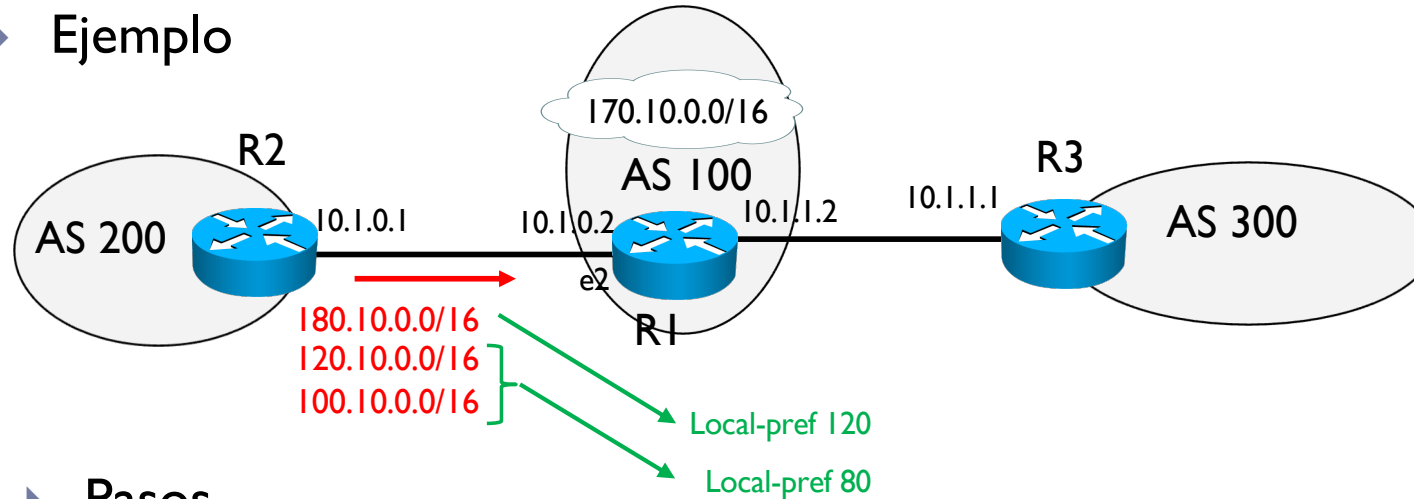 Ejemplo
170.10.0.0/16
R2
AS 100
R3
10.1.0.1
10.1.0.2
10.1.1.2
10.1.1.1
AS 200
AS 300
e2
180.10.0.0/16
R1
120.10.0.0/16
100.10.0.0/16
Local-pref 120
Local-pref 80
Pasos